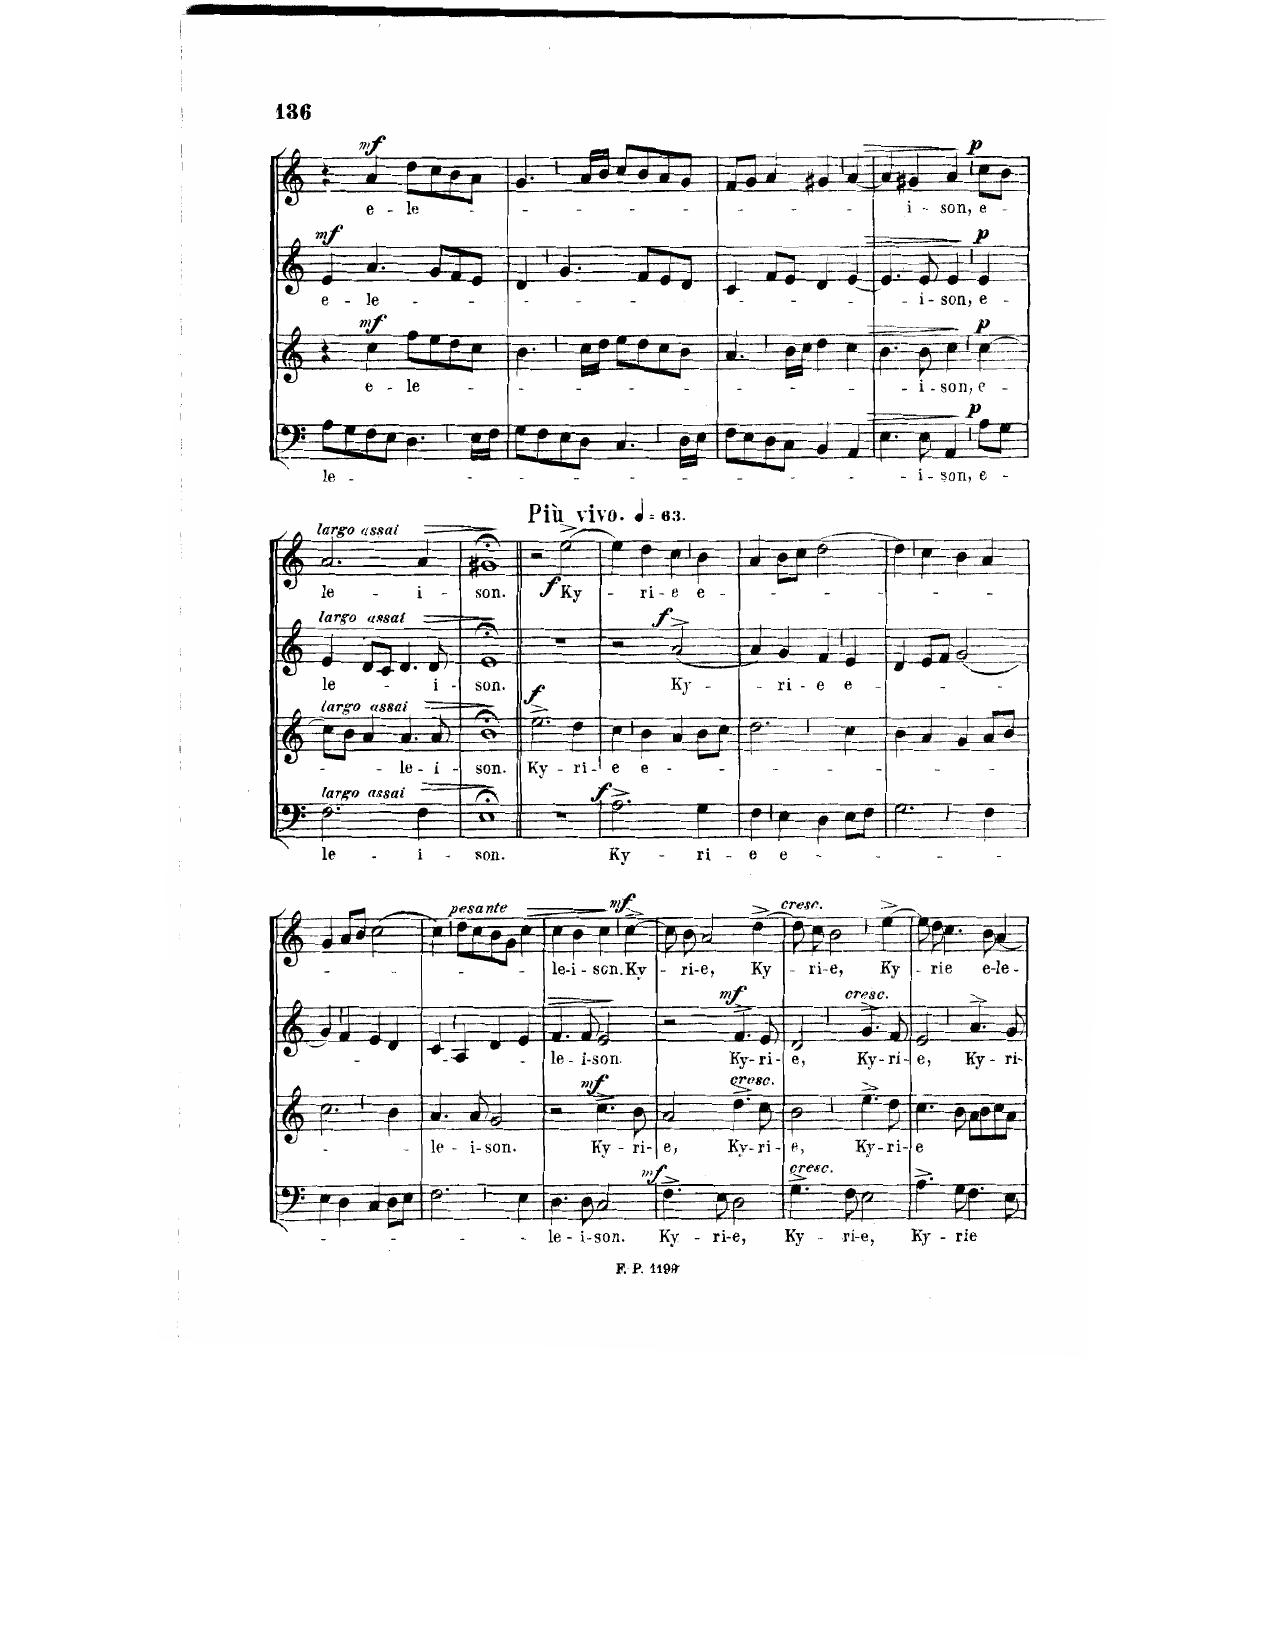 136
mf
e - le -
i - son, e -
p
mf
e - le -
i - son, e -
p
mf
e - le -
i - son, e -
p
le -
i - son, e -
p
Più vivo. ♩ = 63.
largo assai
le - i - son. f Ky - ri - e e -
largo assai
f
le - i - son. Ky - ri - e e -
largo assai
f
le - i - son. Ky - ri - e e -
largo assai
f
le - i - son. Ky - ri - e e -
pesante mf cresc.
le-i - son. Ky - ri-e, Ky - ri-e, Ky - rie e-le-
mf cresc.
le - i-son. Ky-ri-e, Ky-ri-e, Ky - ri-
mf cresc.
le - i-son. Ky - ri-e, Ky-ri-e, Ky-ri-e
mf cresc.
le - i-son. Ky - ri-e, Ky - ri-e, Ky - rie
F. P. 1199